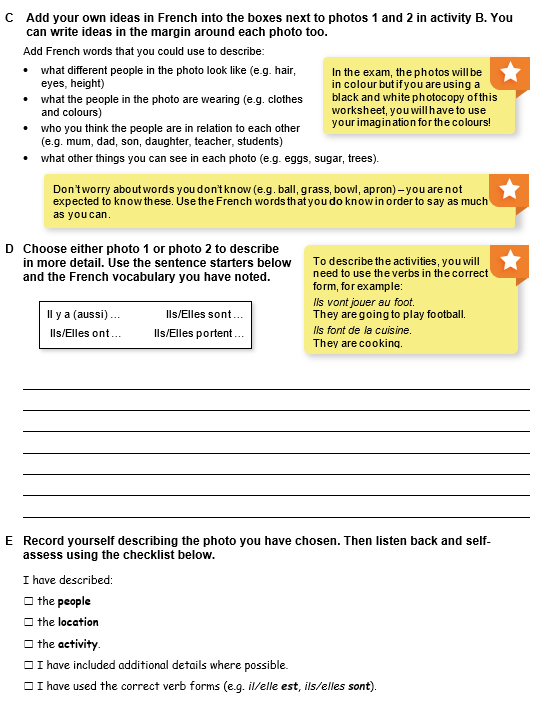 C Add your own ideas in French into the boxes next to photos 1 and 2 in activity B. You
can write ideas in the margin around each photo too.
Add French words that you could use to describe:
• what different people in the photo look like (e.g. hair,
eyes, height)
• what the people in the photo are wearing (e.g. clothes
and colours)
• who you think the people are in relation to each other
(e.g. mum, dad, son, daughter, teacher, students)
• what other things you can see in each photo (e.g. eggs, sugar, trees).
In the exam, the photos will be
in colour but if you are using a
black and white photocopy of this
worksheet, you will have to use
your imagination for the colours!
Don't worry about words you don't know (e.g. ball, grass, bowl, apron) – you are not
expected to know these. Use the French words that you do know in order to say as much
as you can.
D Choose either photo 1 or photo 2 to describe
in more detail. Use the sentence starters below
and the French vocabulary you have noted.
Il y a (aussi) … Ils/Elles sont …
Ils/Elles ont … Ils/Elles portent …
To describe the activities, you will
need to use the verbs in the correct
form, for example:
Ils vont jouer au foot.
They are going to play football.
Ils font de la cuisine.
They are cooking.
E Record yourself describing the photo you have chosen. Then listen back and self-
assess using the checklist below.
I have described:
☐ the people
☐ the location
☐ the activity.
☐ I have included additional details where possible.
☐ I have used the correct verb forms (e.g. il/elle est, ils/elles sont).